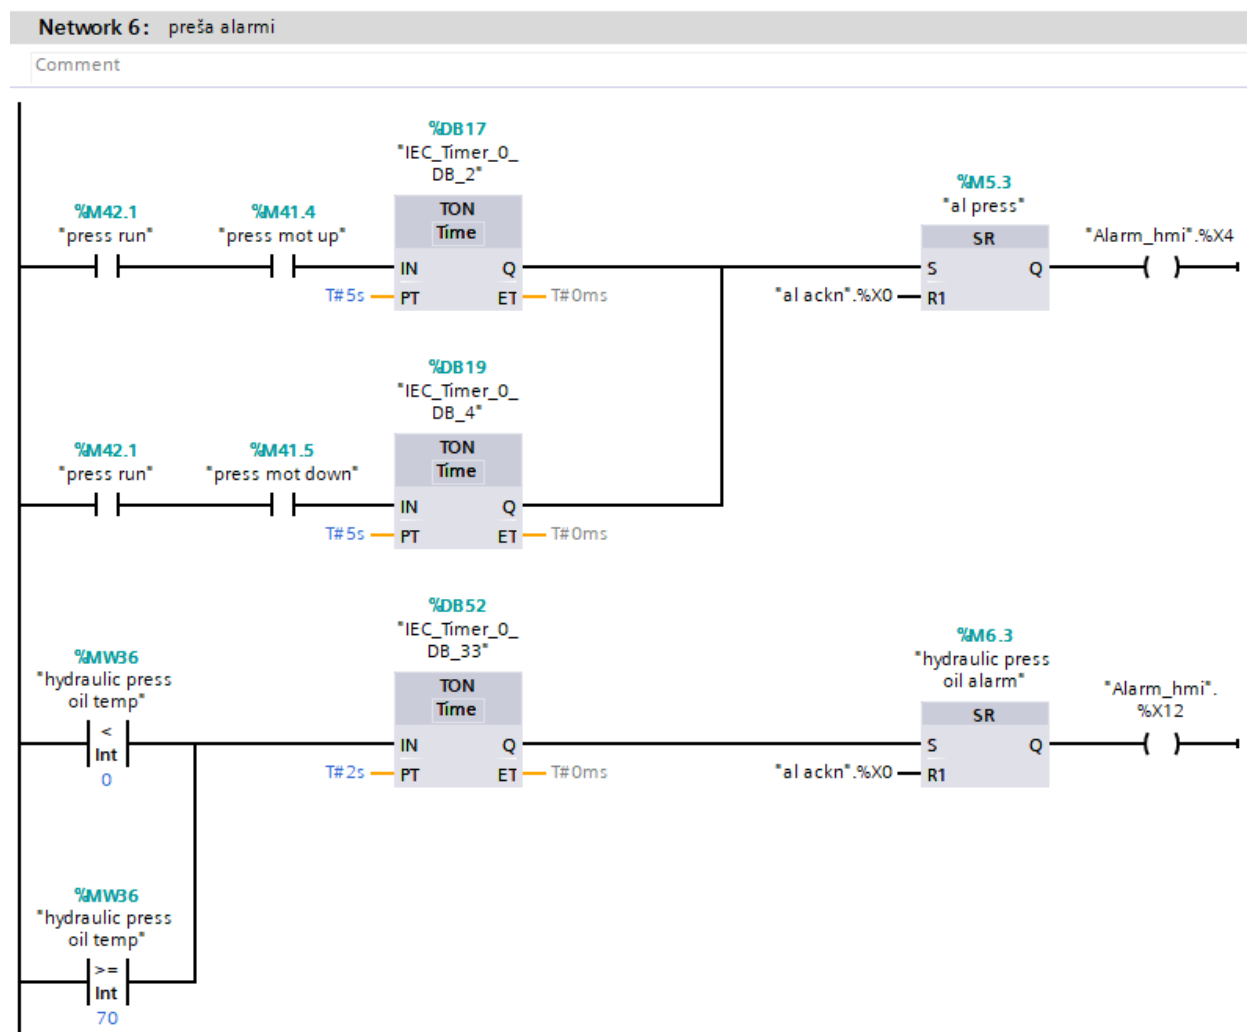 Network 6: preša alarmi
Comment
%DB17
"IEC_Timer_0_
DB_2"
%M42.1
"press run"
%M41.4
"press mot up"
TON
Time
IN
Q
T#5s
PT
ET
T#0ms
%M5.3
"al press"
SR
S
Q
"al ackn".%X0
R1
"Alarm_hmi".%X4
%DB19
"IEC_Timer_0_
DB_4"
%M42.1
"press run"
%M41.5
"press mot down"
TON
Time
IN
Q
T#5s
PT
ET
T#0ms
%MW36
"hydraulic press
oil temp"
<
Int
0
%DB52
"IEC_Timer_0_
DB_33"
TON
Time
IN
Q
T#2s
PT
ET
T#0ms
%M6.3
"hydraulic press
oil alarm"
SR
S
Q
"al ackn".%X0
R1
"Alarm_hmi".
%X12
%MW36
"hydraulic press
oil temp"
>=
Int
70